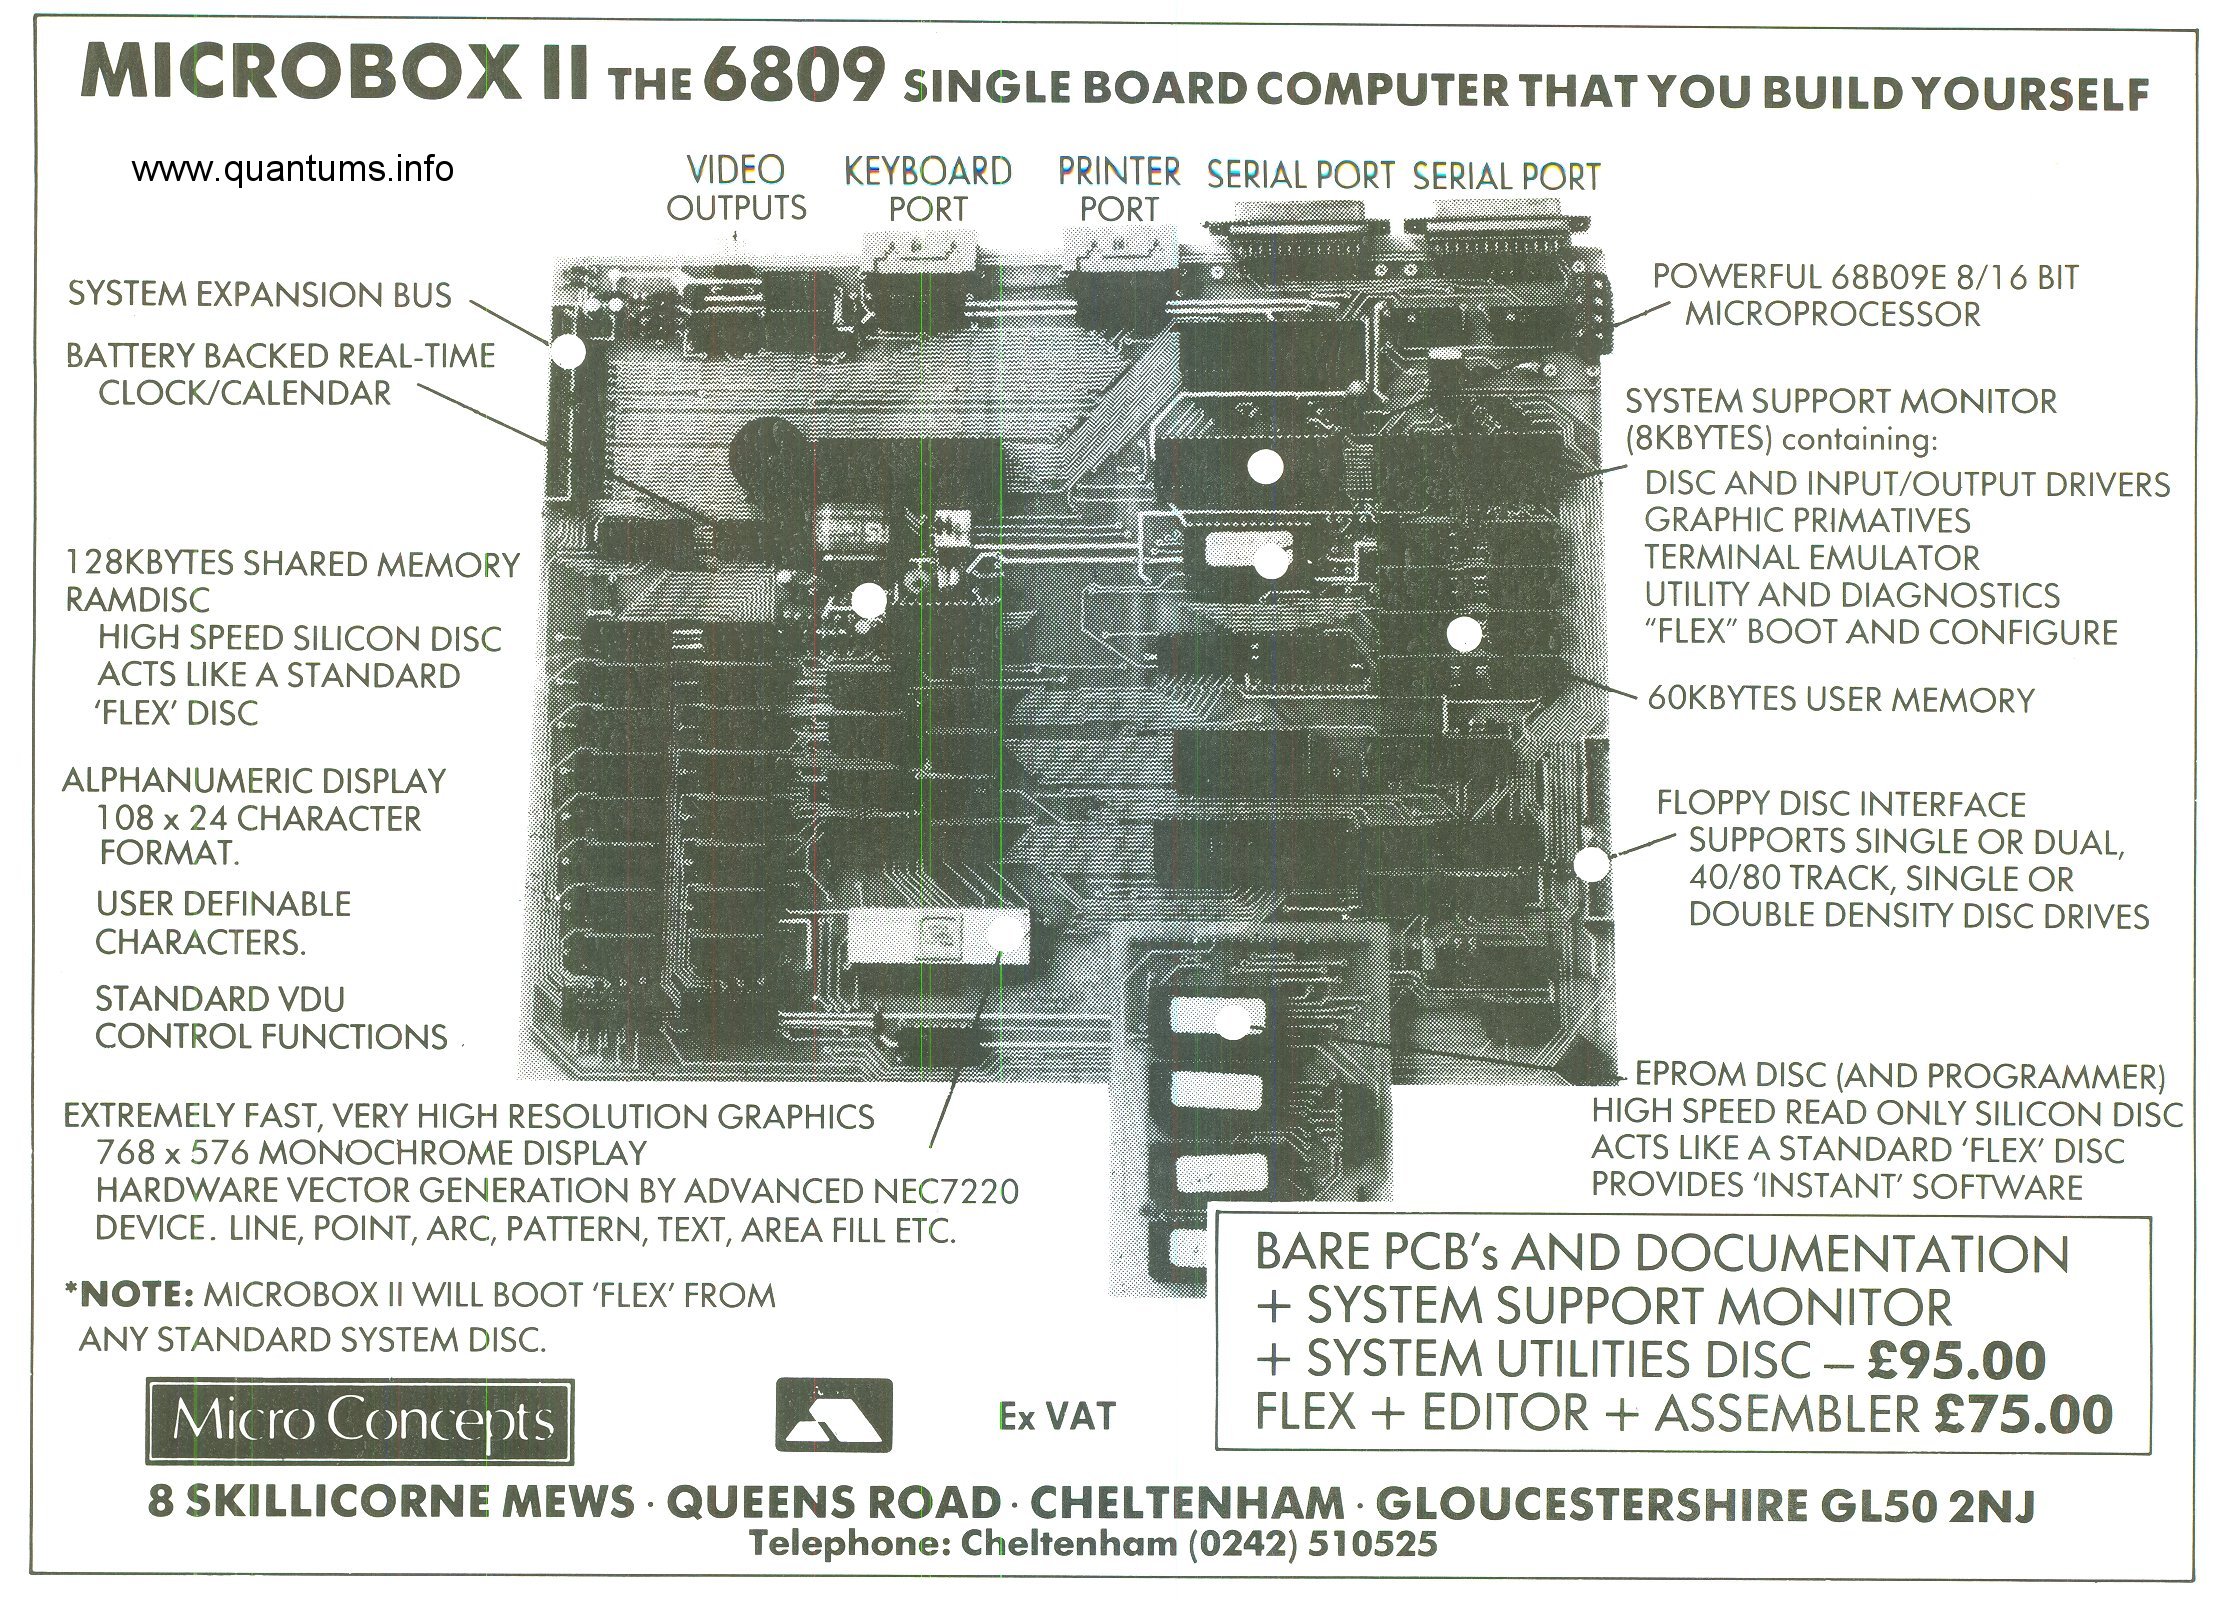 MICROBOX II THE 6809 SINGLE BOARD COMPUTER THAT YOU BUILD YOURSELF
www.quantums.info
VIDEO
OUTPUTS
KEYBOARD
PORT
PRINTER
PORT
SERIAL PORT
SERIAL PORT
SYSTEM EXPANSION BUS
BATTERY BACKED REAL-TIME
CLOCK/CALENDAR
128KBYTES SHARED MEMORY
RAMDISC
HIGH SPEED SILICON DISC
ACTS LIKE A STANDARD
‘FLEX’ DISC
ALPHANUMERIC DISPLAY
108 x 24 CHARACTER
FORMAT.
USER DEFINABLE
CHARACTERS.
STANDARD VDU
CONTROL FUNCTIONS
EXTREMELY FAST, VERY HIGH RESOLUTION GRAPHICS
768 x 576 MONOCHROME DISPLAY
HARDWARE VECTOR GENERATION BY ADVANCED NEC7220
DEVICE. LINE, POINT, ARC, PATTERN, TEXT, AREA FILL ETC.
*NOTE: MICROBOX II WILL BOOT ‘FLEX’ FROM
ANY STANDARD SYSTEM DISC.
POWERFUL 68B09E 8/16 BIT
MICROPROCESSOR
SYSTEM SUPPORT MONITOR
(8KBYTES) containing:
DISC AND INPUT/OUTPUT DRIVERS
GRAPHIC PRIMATIVES
TERMINAL EMULATOR
UTILITY AND DIAGNOSTICS
“FLEX” BOOT AND CONFIGURE
60KBYTES USER MEMORY
FLOPPY DISC INTERFACE
SUPPORTS SINGLE OR DUAL,
40/80 TRACK, SINGLE OR
DOUBLE DENSITY DISC DRIVES
EPROM DISC (AND PROGRAMMER)
HIGH SPEED READ ONLY SILICON DISC
ACTS LIKE A STANDARD ‘FLEX’ DISC
PROVIDES ‘INSTANT’ SOFTWARE
BARE PCB's AND DOCUMENTATION
+ SYSTEM SUPPORT MONITOR
+ SYSTEM UTILITIES DISC – £95.00
FLEX + EDITOR + ASSEMBLER £75.00
Micro Concepts
Ex VAT
8 SKILLICORNE MEWS · QUEENS ROAD · CHELTENHAM · GLOUCESTERSHIRE GL50 2NJ
Telephone: Cheltenham (0242) 510525